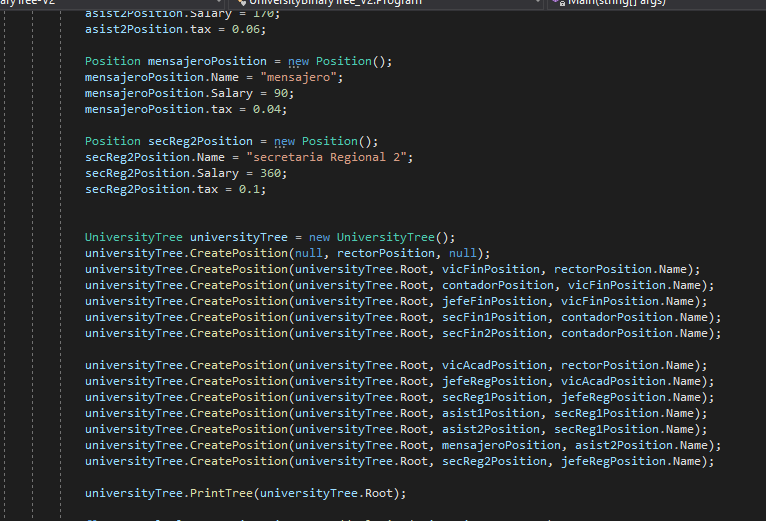 aryTree-V2 UniversityBinaryTree_V2.Program Main(string[] args)
asist2Position.Salary = 170;
asist2Position.tax = 0.06;
Position mensajeroPosition = new Position();
mensajeroPosition.Name = "mensajero";
mensajeroPosition.Salary = 90;
mensajeroPosition.tax = 0.04;
Position secReg2Position = new Position();
secReg2Position.Name = "secretaria Regional 2";
secReg2Position.Salary = 360;
secReg2Position.tax = 0.1;
UniversityTree universityTree = new UniversityTree();
universityTree.CreatePosition(null, rectorPosition, null);
universityTree.CreatePosition(universityTree.Root, vicFinPosition, rectorPosition.Name);
universityTree.CreatePosition(universityTree.Root, contadorPosition, vicFinPosition.Name);
universityTree.CreatePosition(universityTree.Root, jefeFinPosition, vicFinPosition.Name);
universityTree.CreatePosition(universityTree.Root, secFin1Position, contadorPosition.Name);
universityTree.CreatePosition(universityTree.Root, secFin2Position, contadorPosition.Name);
universityTree.CreatePosition(universityTree.Root, vicAcadPosition, rectorPosition.Name);
universityTree.CreatePosition(universityTree.Root, jefeRegPosition, vicAcadPosition.Name);
universityTree.CreatePosition(universityTree.Root, secReg1Position, jefeRegPosition.Name);
universityTree.CreatePosition(universityTree.Root, asist1Position, secReg1Position.Name);
universityTree.CreatePosition(universityTree.Root, asist2Position, secReg1Position.Name);
universityTree.CreatePosition(universityTree.Root, mensajeroPosition, asist2Position.Name);
universityTree.CreatePosition(universityTree.Root, secReg2Position, jefeRegPosition.Name);
universityTree.PrintTree(universityTree.Root);